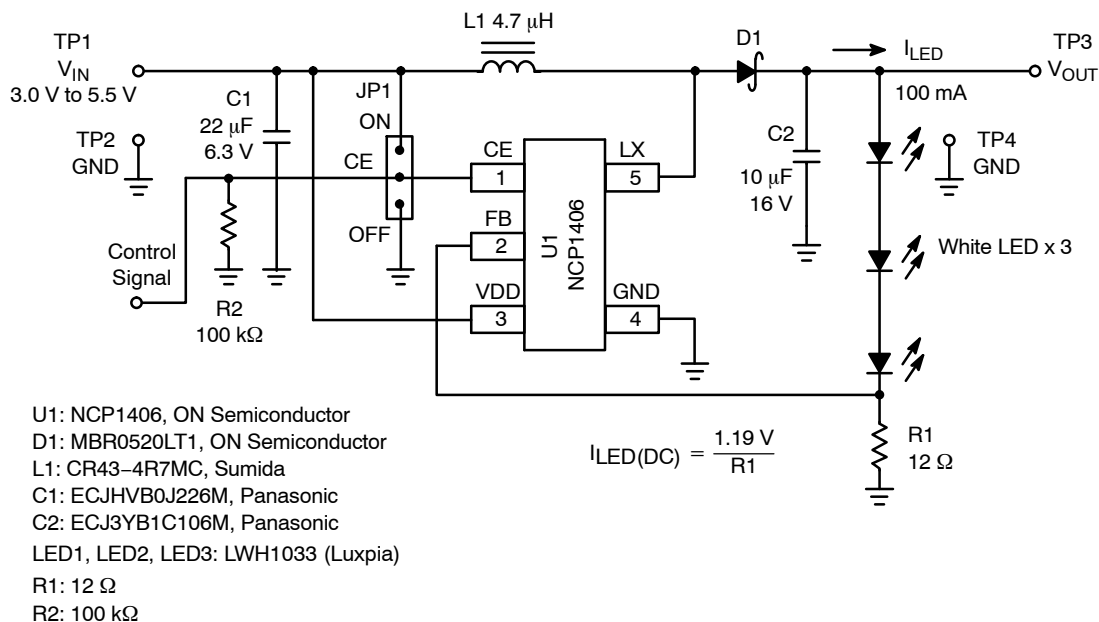 L1 4.7 μH
TP1
V_IN
3.0 V to 5.5 V
TP2
GND
C1
22 μF
6.3 V
JP1
ON
CE
OFF
Control
Signal
R2
100 kΩ
CE
1
FB
2
VDD
3
U1
NCP1406
LX
5
GND
4
D1
I_LED
100 mA
TP3
V_OUT
C2
10 μF
16 V
TP4
GND
White LED x 3
R1
12 Ω
I_LED(DC) = 1.19 V / R1
U1: NCP1406, ON Semiconductor
D1: MBR0520LT1, ON Semiconductor
L1: CR43−4R7MC, Sumida
C1: ECJHVB0J226M, Panasonic
C2: ECJ3YB1C106M, Panasonic
LED1, LED2, LED3: LWH1033 (Luxpia)
R1: 12 Ω
R2: 100 kΩ